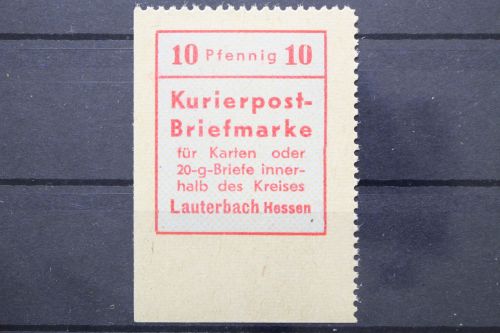 10 Pfennig 10
Kurierpost-
Briefmarke
für Karten oder
20-g-Briefe inner-
halb des Kreises
Lauterbach Hessen